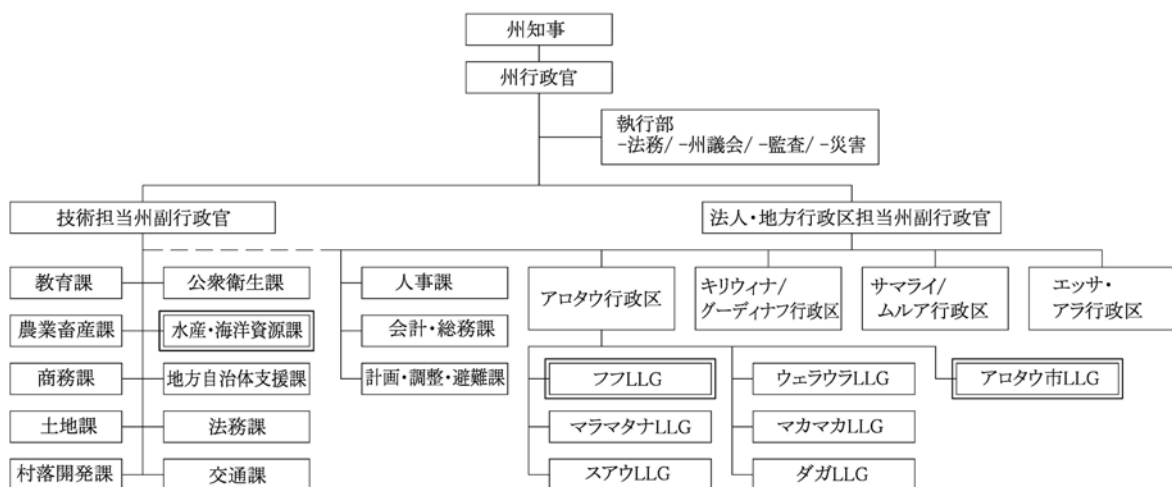 州知事
州行政官
執行部
-法務/ -州議会/ -監査/ -災害
技術担当州副行政官
法人・地方行政区担当州副行政官
教育課
公衆衛生課
人事課
アロタウ行政区
キリウィナ/
グーディナフ行政区
サマライ/
ムルア行政区
エッサ・
アラ行政区
農業畜産課
水産・海洋資源課
会計・総務課
商務課
地方自治体支援課
計画・調整・避難課
フフLLG
ウェラウラLLG
アロタウ市LLG
土地課
法務課
マラマタナLLG
マカマカLLG
村落開発課
交通課
スアウLLG
ダガLLG